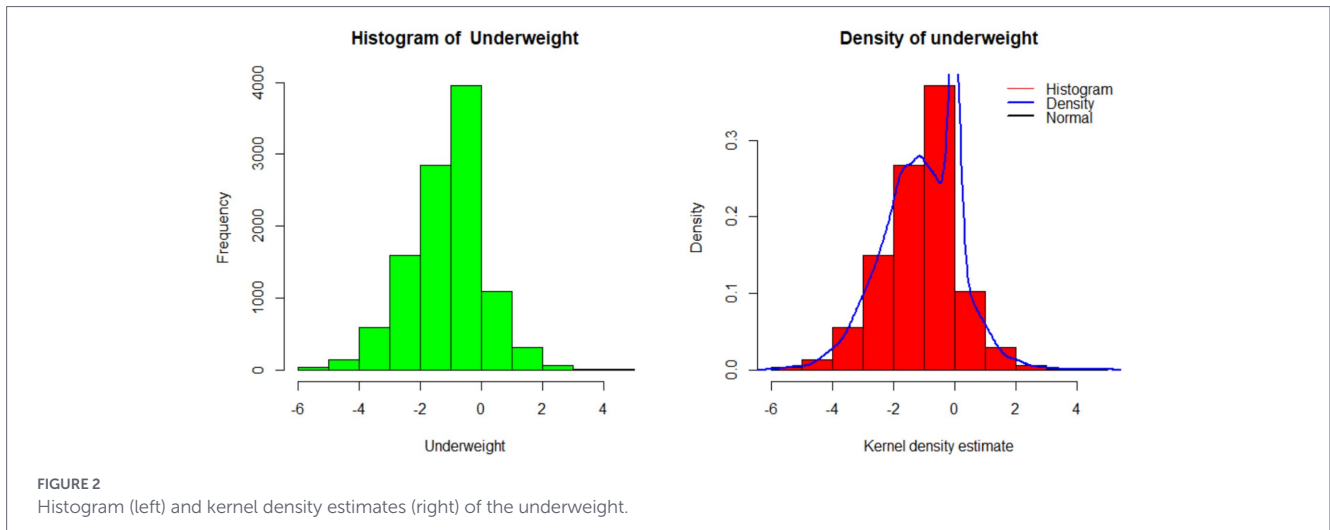 Histogram of Underweight
4000
3000
2000
1000
0
Frequency
-6 -4 -2 0 2 4
Underweight
Density of underweight
Histogram
Density
Normal
0.3
0.2
0.1
0.0
Density
-6 -4 -2 0 2 4
Kernel density estimate
FIGURE 2
Histogram (left) and kernel density estimates (right) of the underweight.